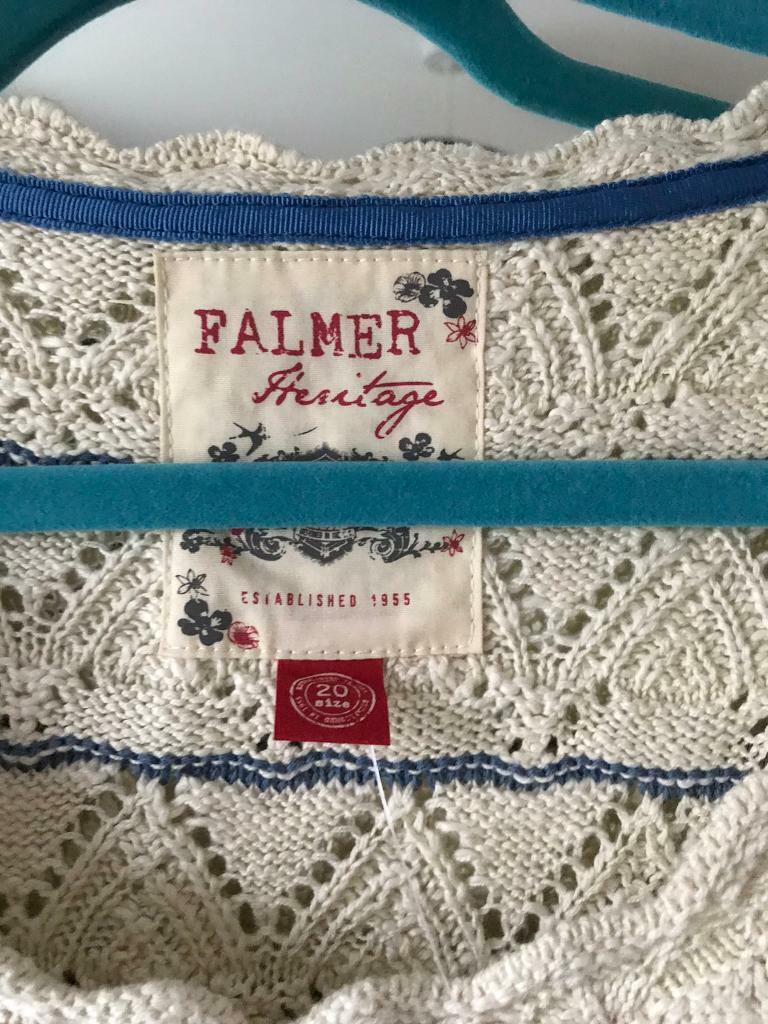 FALMER
Heritage
ESTABLISHED 1955
20
size